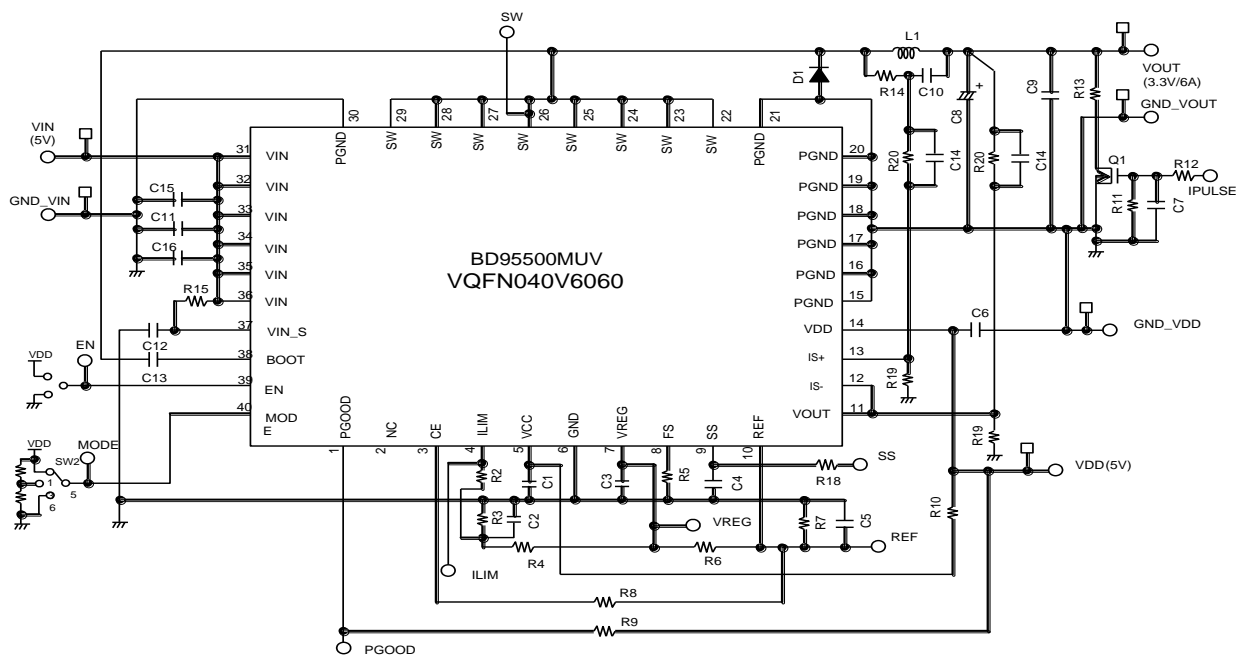 SW
L1
D1
R14
C10
+
C8
C9
R13
VOUT
(3.3V/6A)
GND_VOUT
30
29
28
27
26
25
24
23
22
21
PGND
SW
SW
SW
SW
SW
SW
SW
SW
PGND
VIN
(5V)
GND_VIN
C15
C11
C16
R15
31
32
33
34
35
36
37
38
39
40
VIN
VIN
VIN
VIN
VIN
VIN
VIN_S
BOOT
EN
MOD
E
BD95500MUV
VQFN040V6060
PGND
PGND
PGND
PGND
PGND
PGND
VDD
IS+
IS-
VOUT
20
19
18
17
16
15
14
13
12
11
R20
C14
R20
C14
Q1
R12
IPULSE
R11
C7
C6
GND_VDD
R19
R19
C12
C13
EN
VDD
VDD
SW2
MODE
1
5
6
PGOOD
NC
CE
ILIM
VCC
GND
VREG
FS
SS
REF
1
2
3
4
5
6
7
8
9
10
R2
C1
C3
R5
C4
R18
SS
R10
VDD(5V)
R3
C2
VREG
R7
C5
REF
R4
R6
ILIM
R8
R9
PGOOD